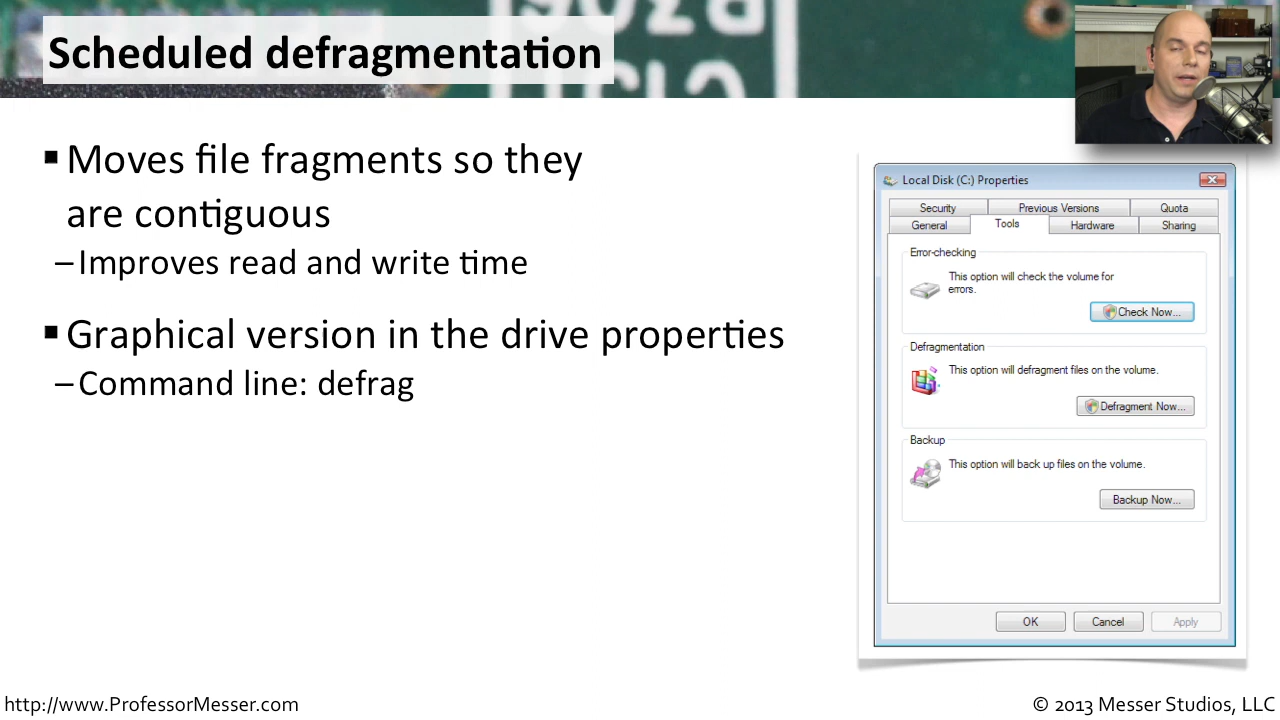 Scheduled defragmentation
▪ Moves file fragments so they
are contiguous
– Improves read and write time
▪ Graphical version in the drive properties
– Command line: defrag
Local Disk (C:) Properties
Security Previous Versions Quota
General Tools Hardware Sharing
Error-checking
This option will check the volume for
errors.
Check Now...
Defragmentation
This option will defragment files on the volume.
Defragment Now...
Backup
This option will back up files on the volume.
Backup Now...
OK Cancel Apply
http://www.ProfessorMesser.com
© 2013 Messer Studios, LLC